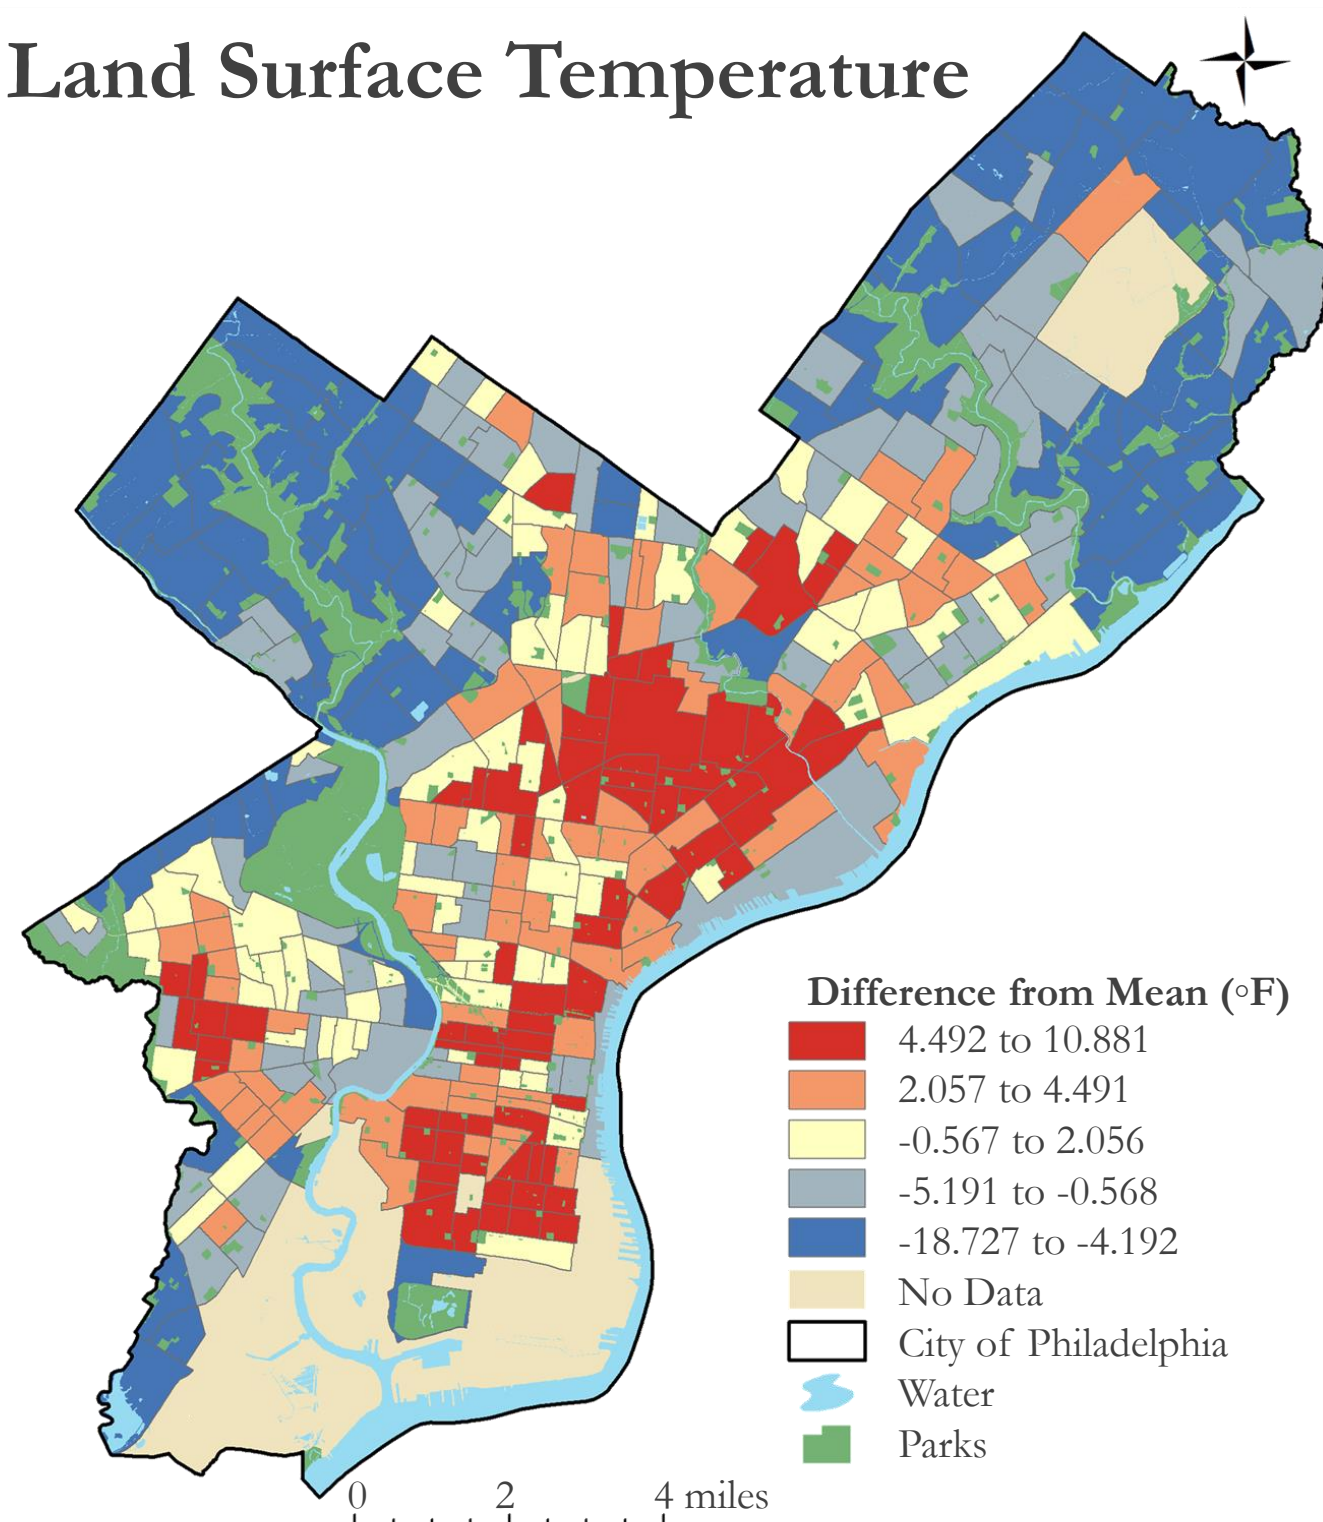 Land Surface Temperature
Difference from Mean (°F)
4.492 to 10.881
2.057 to 4.491
-0.567 to 2.056
-5.191 to -0.568
-18.727 to -4.192
No Data
City of Philadelphia
Water
Parks
0 2 4 miles